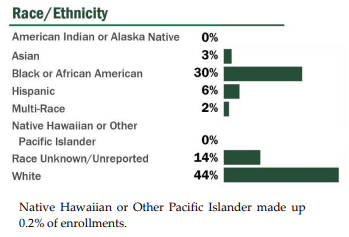 Race/Ethnicity
American Indian or Alaska Native 0%
Asian 3%
Black or African American 30%
Hispanic 6%
Multi-Race 2%
Native Hawaiian or Other
Pacific Islander 0%
Race Unknown/Unreported 14%
White 44%
Native Hawaiian or Other Pacific Islander made up
0.2% of enrollments.